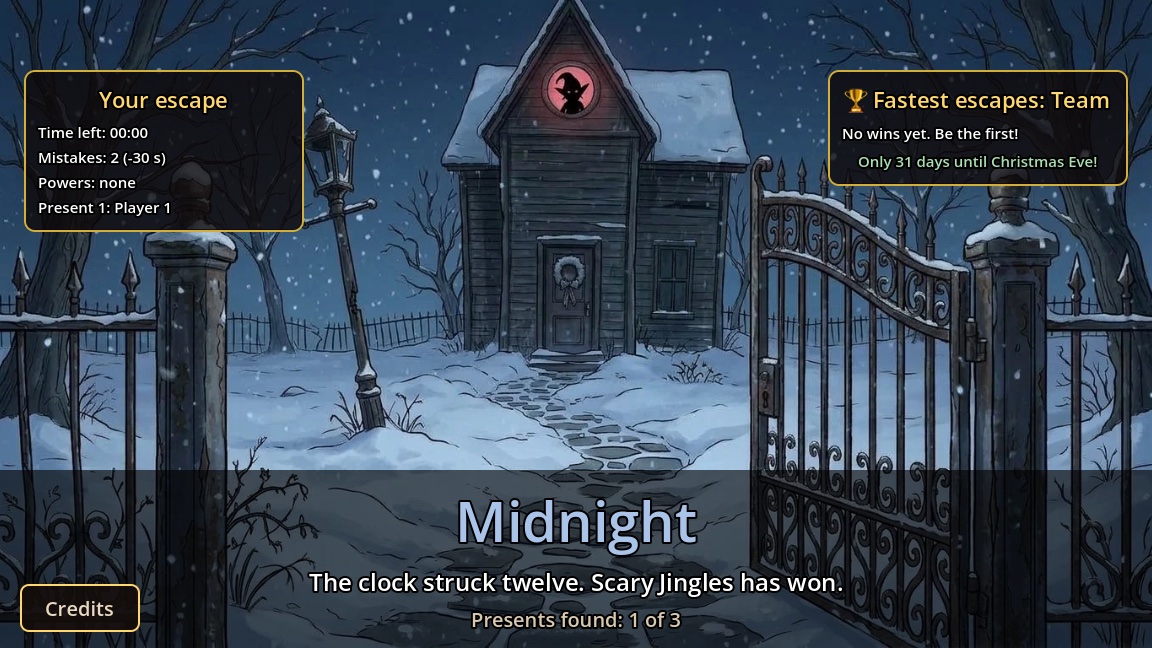 Your escape
Time left: 00:00
Mistakes: 2 (-30 s)
Powers: none
Present 1: Player 1
🏆 Fastest escapes: Team
No wins yet. Be the first!
Only 31 days until Christmas Eve!
Midnight
The clock struck twelve. Scary Jingles has won.
Presents found: 1 of 3
Credits